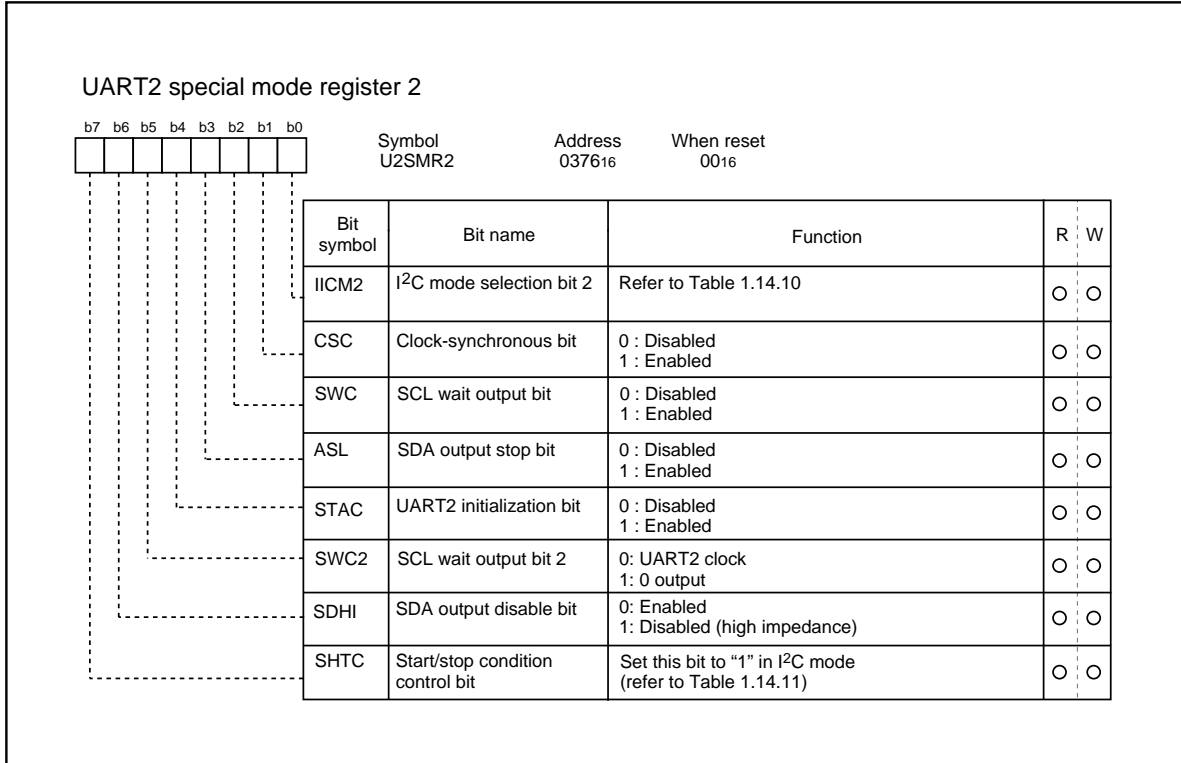 UART2 special mode register 2
b7 b6 b5 b4 b3 b2 b1 b0
Symbol Address When reset
U2SMR2 037616 0016
Bit symbol Bit name Function R W
IICM2 I2C mode selection bit 2 Refer to Table 1.14.10
CSC Clock-synchronous bit 0 : Disabled
1 : Enabled
SWC SCL wait output bit 0 : Disabled
1 : Enabled
ASL SDA output stop bit 0 : Disabled
1 : Enabled
STAC UART2 initialization bit 0 : Disabled
1 : Enabled
SWC2 SCL wait output bit 2 0: UART2 clock
1: 0 output
SDHI SDA output disable bit 0: Enabled
1: Disabled (high impedance)
SHTC Start/stop condition control bit Set this bit to “1” in I2C mode
(refer to Table 1.14.11)